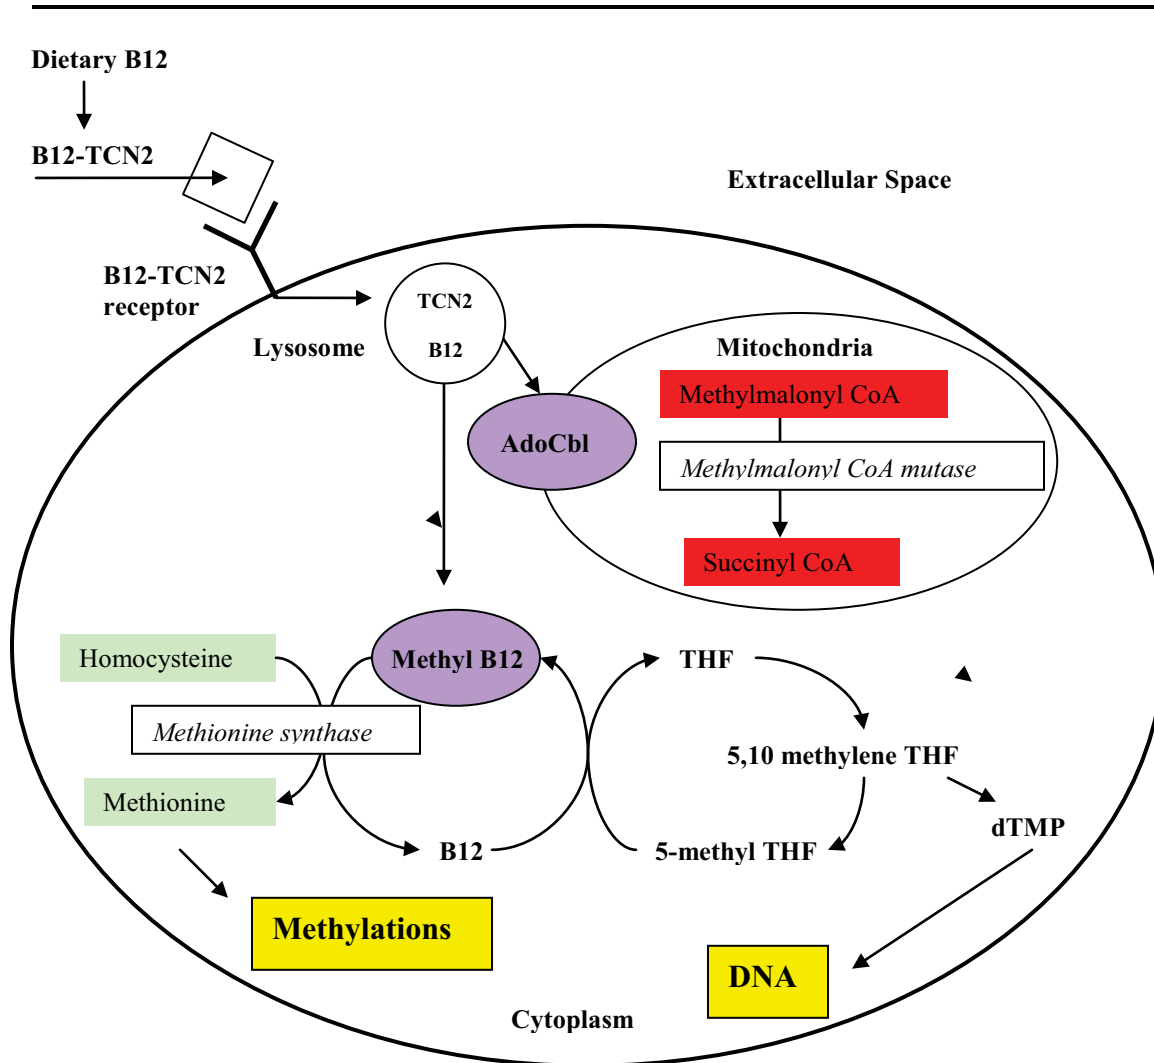 Dietary B12
B12-TCN2
Extracellular Space
B12-TCN2
receptor
TCN2
B12
Lysosome
Mitochondria
Methylmalonyl CoA
AdoCbl
Methylmalonyl CoA mutase
Succinyl CoA
Homocysteine
Methyl B12
THF
Methionine synthase
5,10 methylene THF
Methionine
B12
5-methyl THF
dTMP
Methylations
DNA
Cytoplasm